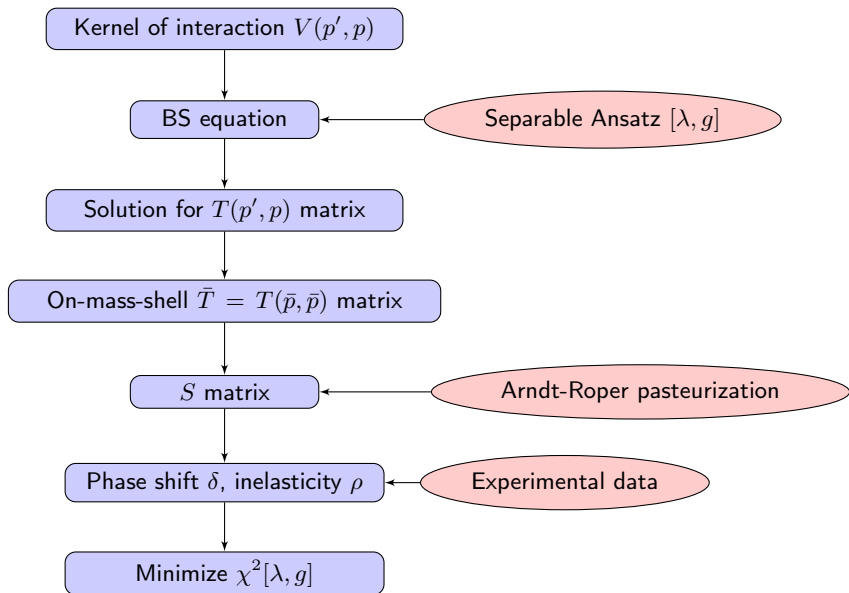 Kernel of interaction V(p′, p)
BS equation
Separable Ansatz [λ, g]
Solution for T(p′, p) matrix
On-mass-shell T̄ = T(p̄, p̄) matrix
S matrix
Arndt-Roper pasteurization
Phase shift δ, inelasticity ρ
Experimental data
Minimize χ²[λ, g]